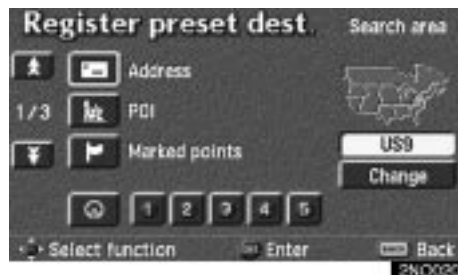 Register preset dest.
Search area
Address
1/3 POI
Marked points
US9
Change
1 2 3 4 5
Select function Enter Back